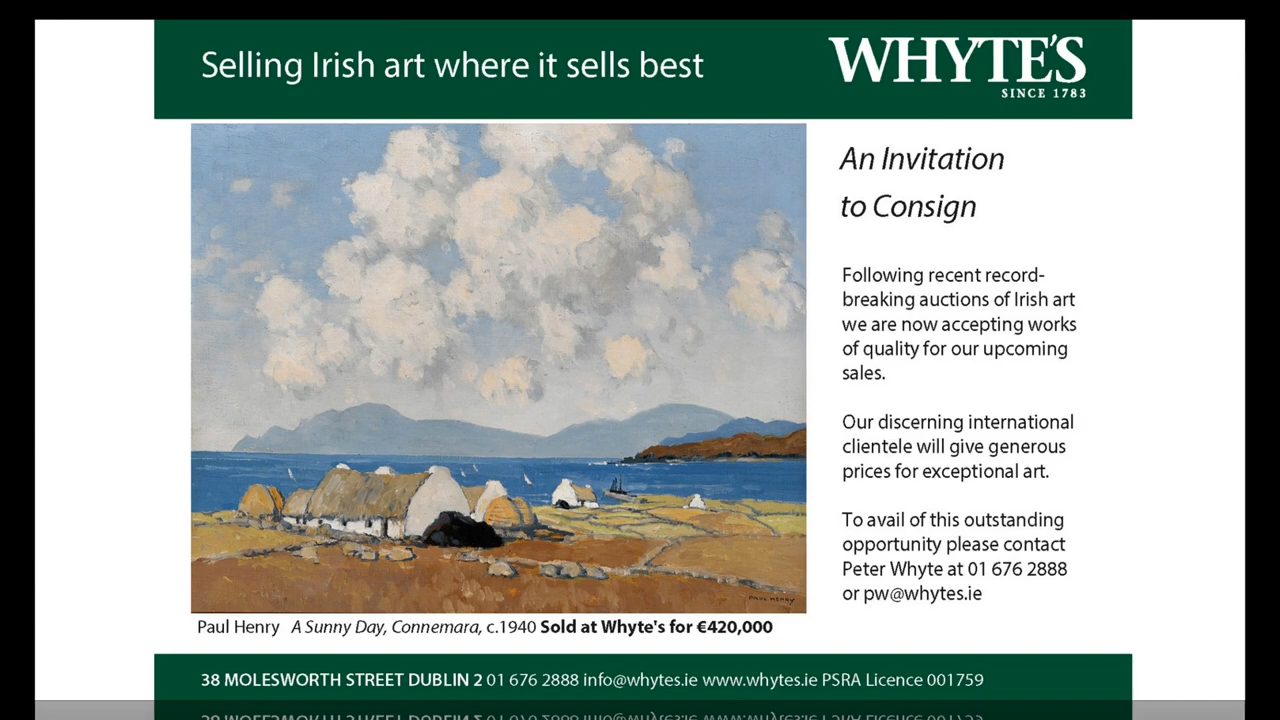 Selling Irish art where it sells best
WHYTE'S
SINCE 1783
An Invitation
to Consign
Following recent record-
breaking auctions of Irish art
we are now accepting works
of quality for our upcoming
sales.
Our discerning international
clientele will give generous
prices for exceptional art.
To avail of this outstanding
opportunity please contact
Peter Whyte at 01 676 2888
or pw@whytes.ie
PAUL HENRY
Paul Henry A Sunny Day, Connemara, c.1940 Sold at Whyte's for €420,000
38 MOLESWORTH STREET DUBLIN 2 01 676 2888 info@whytes.ie www.whytes.ie PSRA Licence 001759